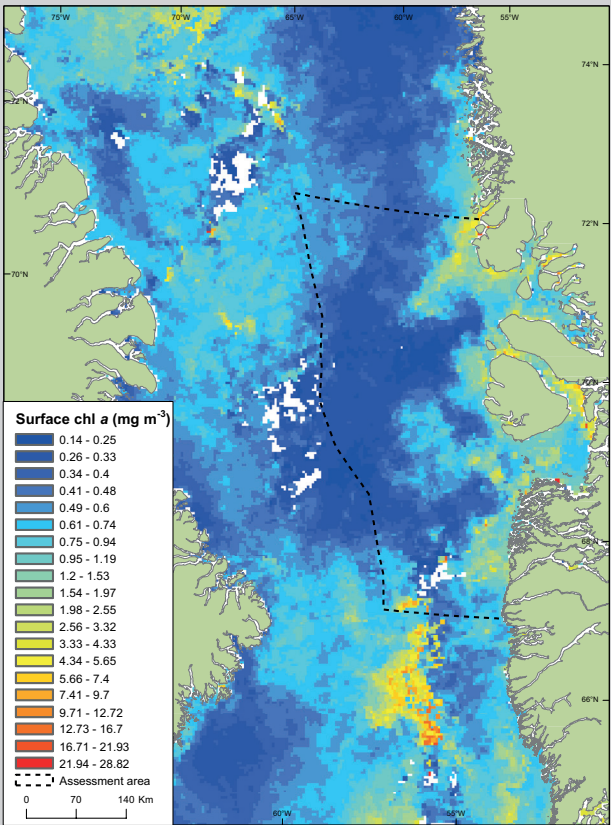 75°W 70°W 65°W 60°W 55°W
74°N
72°N
72°N
70°N
70°N
68°N
66°N
60°W 55°W
Surface chl a (mg m-3)
0.14 - 0.25
0.26 - 0.33
0.34 - 0.4
0.41 - 0.48
0.49 - 0.6
0.61 - 0.74
0.75 - 0.94
0.95 - 1.19
1.2 - 1.53
1.54 - 1.97
1.98 - 2.55
2.56 - 3.32
3.33 - 4.33
4.34 - 5.65
5.66 - 7.4
7.41 - 9.7
9.71 - 12.72
12.73 - 16.7
16.71 - 21.93
21.94 - 28.82
Assessment area
0 70 140 Km